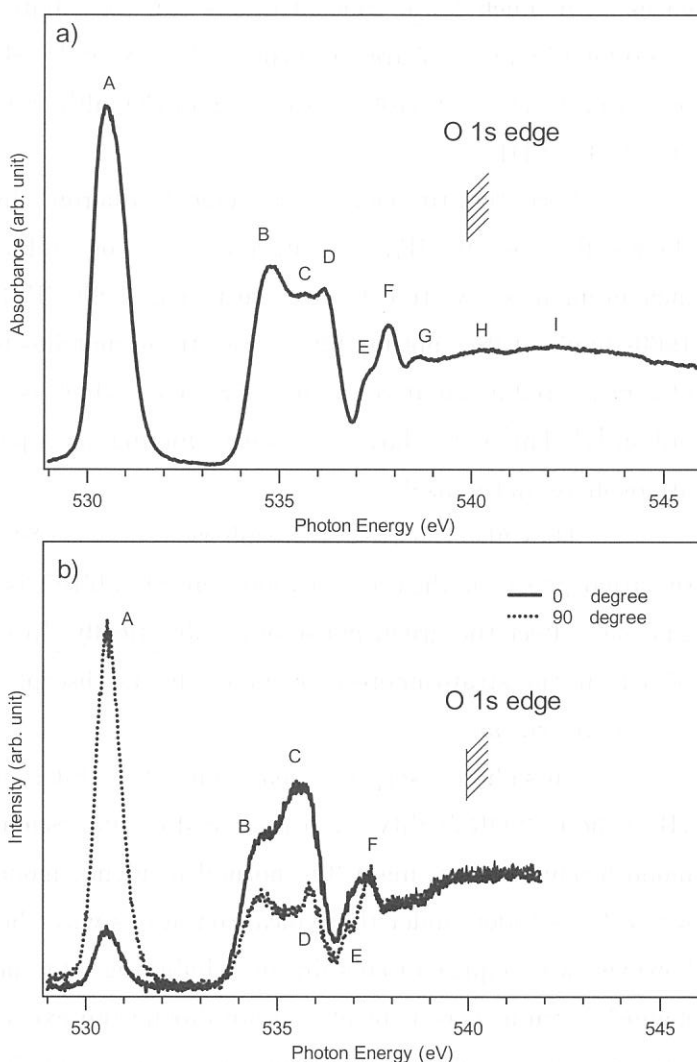 a)
A
O 1s edge
B
C
D
E
F
G
H
I
Absorbance (arb. unit)
530
535
540
545
Photon Energy (eV)
b)
0 degree
90 degree
A
O 1s edge
C
B
F
D
E
Intensity (arb. unit)
530
535
540
545
Photon Energy (eV)